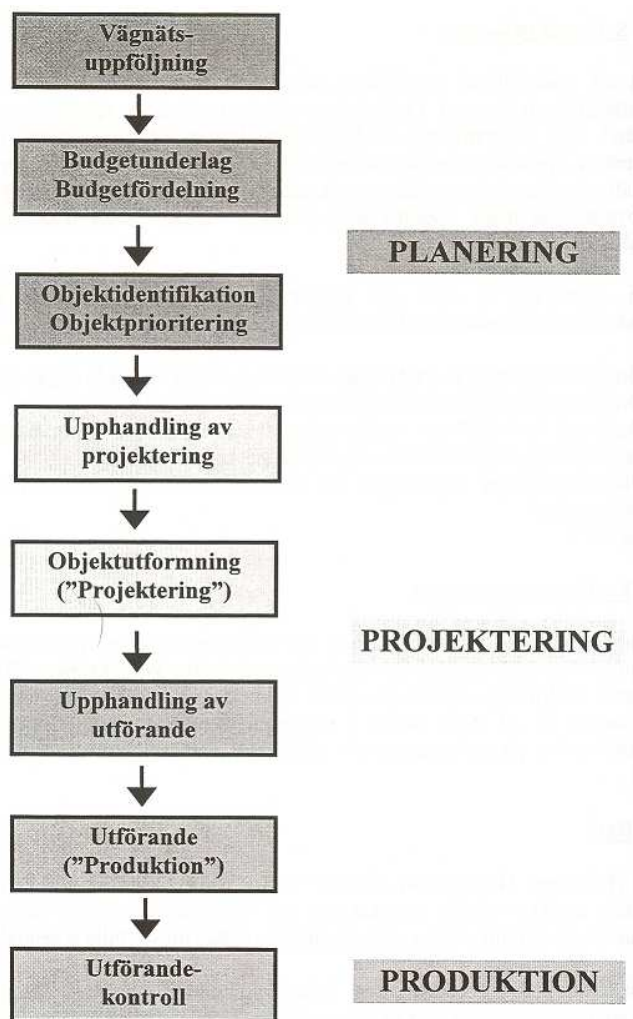 Vägnäts-
uppföljning
Budgetunderlag
Budgetfördelning
PLANERING
Objektidentifikation
Objektprioritering
Upphandling av
projektering
Objektutformning
("Projektering")
PROJEKTERING
Upphandling av
utförande
Utförande
("Produktion")
Utförande-
kontroll
PRODUKTION